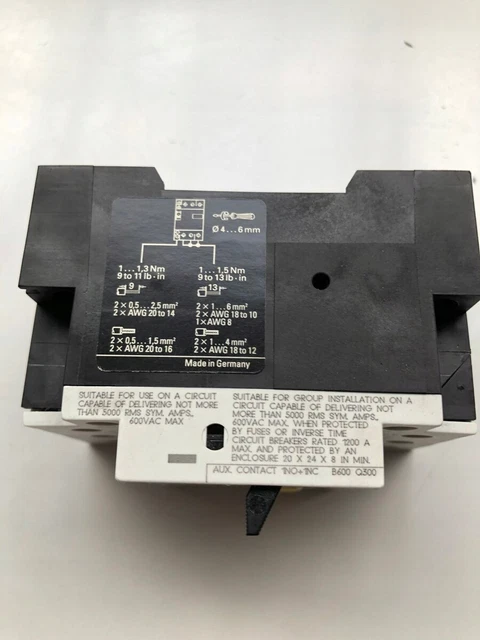 Ø 4...6 mm
1...1,3 Nm
9 to 11 lb·in
1...1,5 Nm
9 to 13 lb·in
9
13
2 × 0,5...2,5 mm²
2 × AWG 20 to 14
2 × 1...6 mm²
2 × AWG 18 to 10
1 × AWG 8
2 × 0,5...1,5 mm²
2 × AWG 20 to 16
2 × 1...4 mm²
2 × AWG 18 to 12
Made in Germany
SUITABLE FOR USE ON A CIRCUIT
CAPABLE OF DELIVERING NOT MORE
THAN 5000 RMS SYM. AMPS.,
600VAC MAX
SUITABLE FOR GROUP INSTALLATION ON A
CIRCUIT CAPABLE OF DELIVERING NOT
MORE THAN 5000 RMS SYM. AMPS.,
600VAC MAX. WHEN PROTECTED
BY FUSES OR INVERSE TIME
CIRCUIT BREAKERS RATED 1200 A
MAX. AND PROTECTED BY AN
ENCLOSURE 20 X 24 X 8 IN MIN.
AUX. CONTACT 1NO+1NC B600 Q300